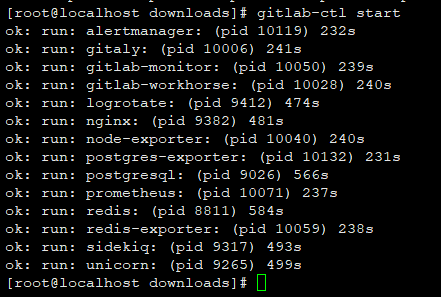 [root@localhost downloads]# gitlab-ctl start
ok: run: alertmanager: (pid 10119) 232s
ok: run: gitaly: (pid 10006) 241s
ok: run: gitlab-monitor: (pid 10050) 239s
ok: run: gitlab-workhorse: (pid 10028) 240s
ok: run: logrotate: (pid 9412) 474s
ok: run: nginx: (pid 9382) 481s
ok: run: node-exporter: (pid 10040) 240s
ok: run: postgres-exporter: (pid 10132) 231s
ok: run: postgresql: (pid 9026) 566s
ok: run: prometheus: (pid 10071) 237s
ok: run: redis: (pid 8811) 584s
ok: run: redis-exporter: (pid 10059) 238s
ok: run: sidekiq: (pid 9317) 493s
ok: run: unicorn: (pid 9265) 499s
[root@localhost downloads]#